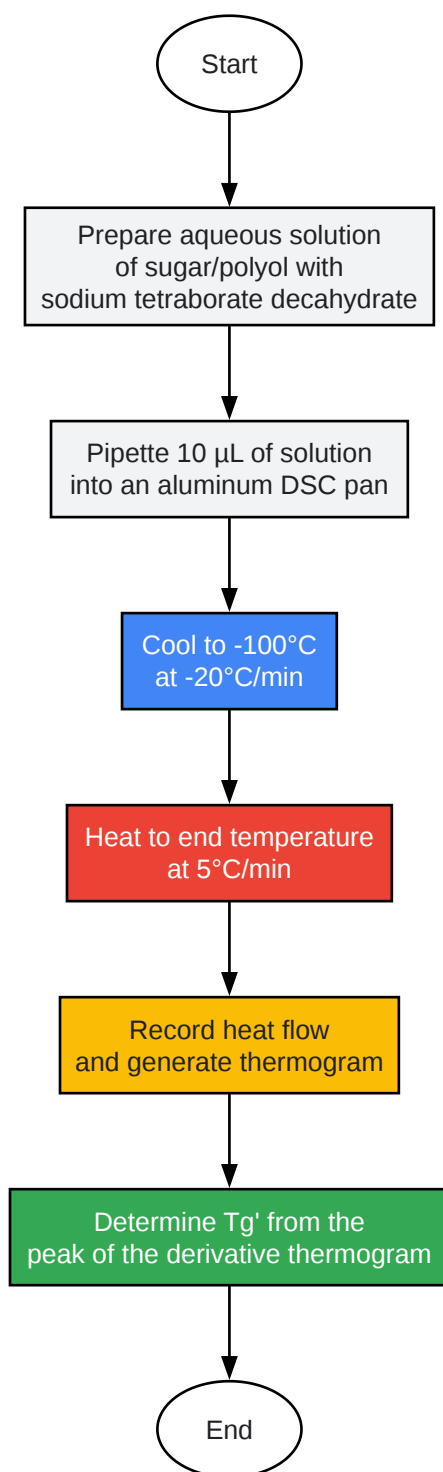 Start
Prepare aqueous solution
of sugar/polyol with
sodium tetraborate decahydrate
Pipette 10 µL of solution
into an aluminum DSC pan
Cool to -100°C
at -20°C/min
Heat to end temperature
at 5°C/min
Record heat flow
and generate thermogram
Determine Tg' from the
peak of the derivative thermogram
End